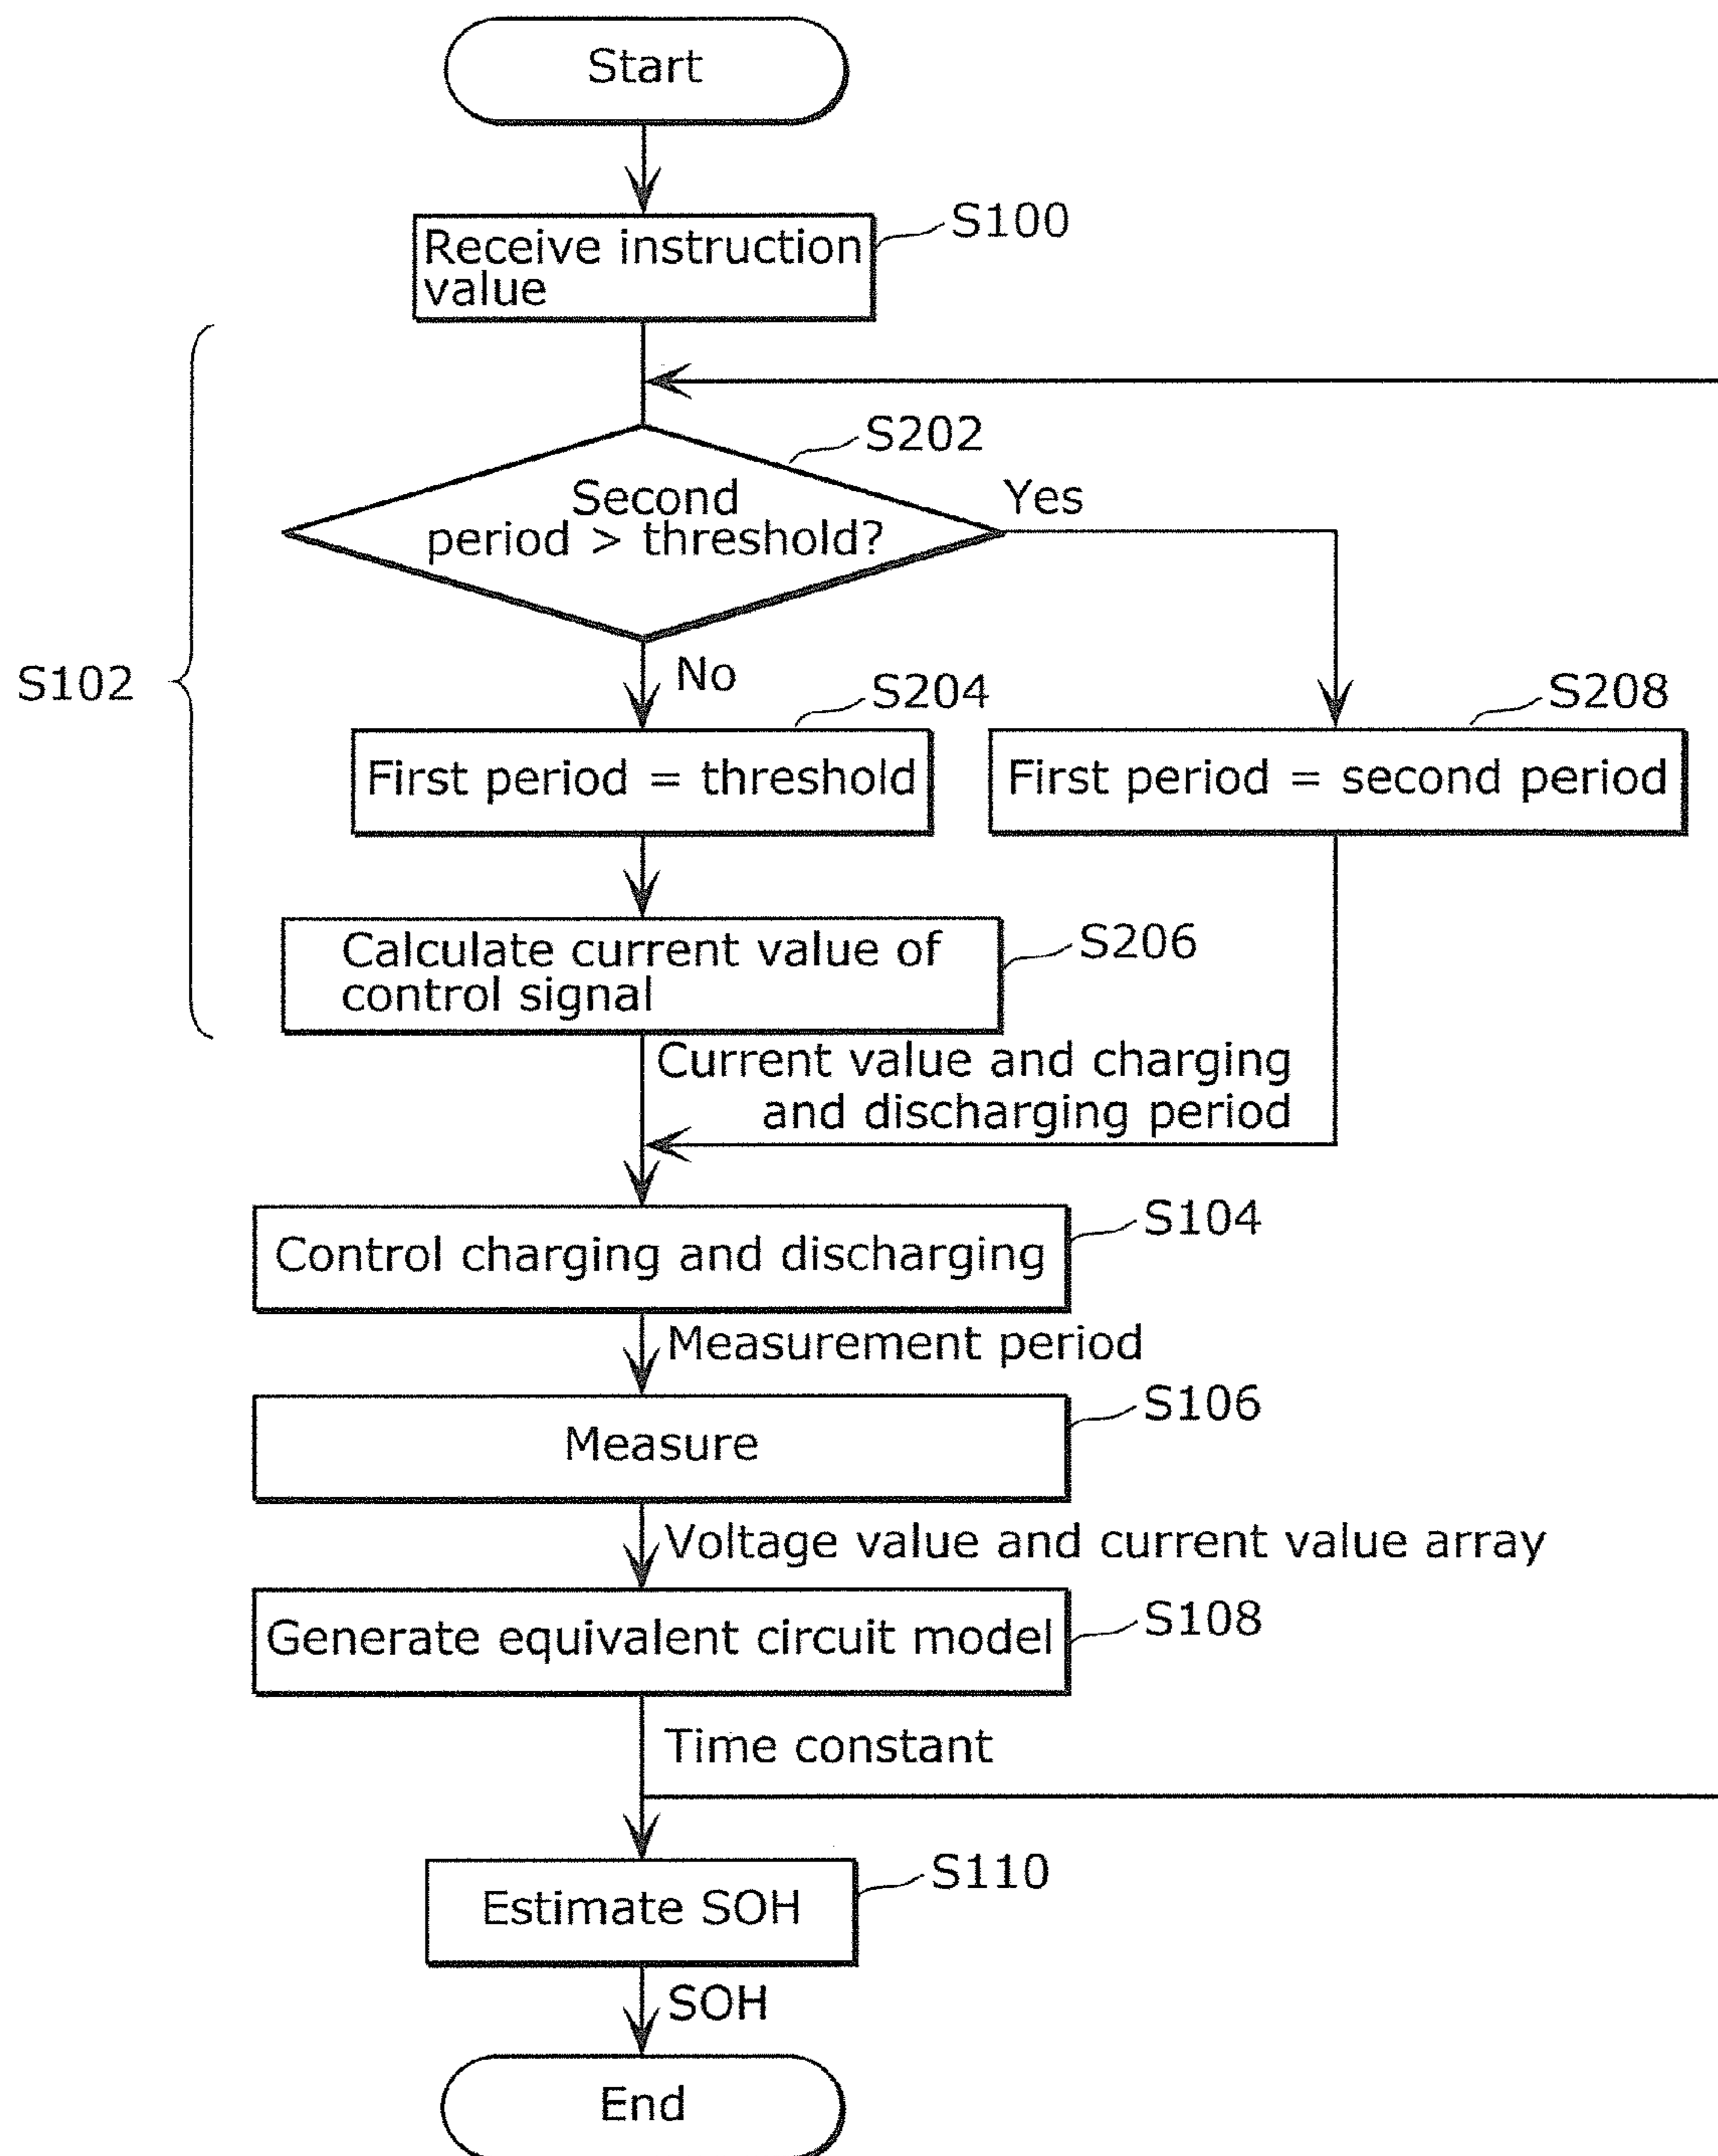 Start
S100
Receive instruction
value
S202
Second
period > threshold?
Yes
S102
No
S204
S208
First period = threshold
First period = second period
Calculate current value of
control signal
S206
Current value and charging
and discharging period
S104
Control charging and discharging
Measurement period
S106
Measure
Voltage value and current value array
S108
Generate equivalent circuit model
Time constant
S110
Estimate SOH
SOH
End